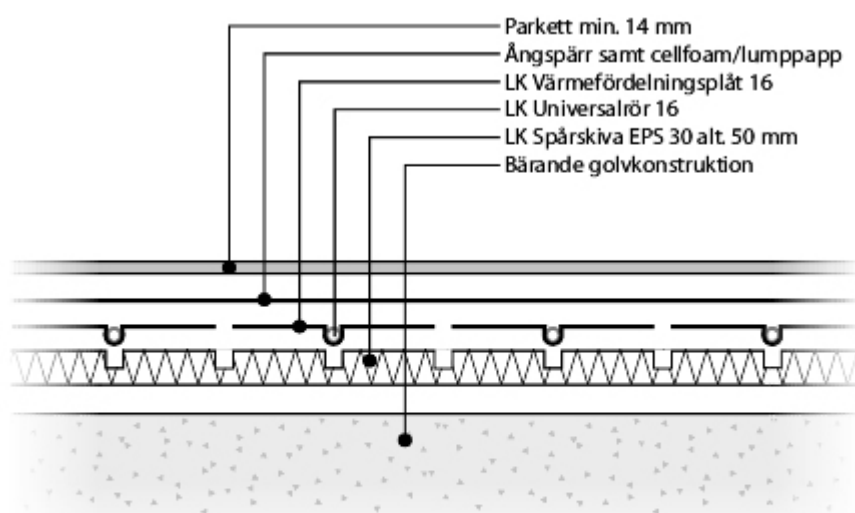 Parkett min. 14 mm
Ångspärr samt cellfoam/lumppapp
LK Värmefördelningsplåt 16
LK Universalrör 16
LK Spårskiva EPS 30 alt. 50 mm
Bärande golvkonstruktion